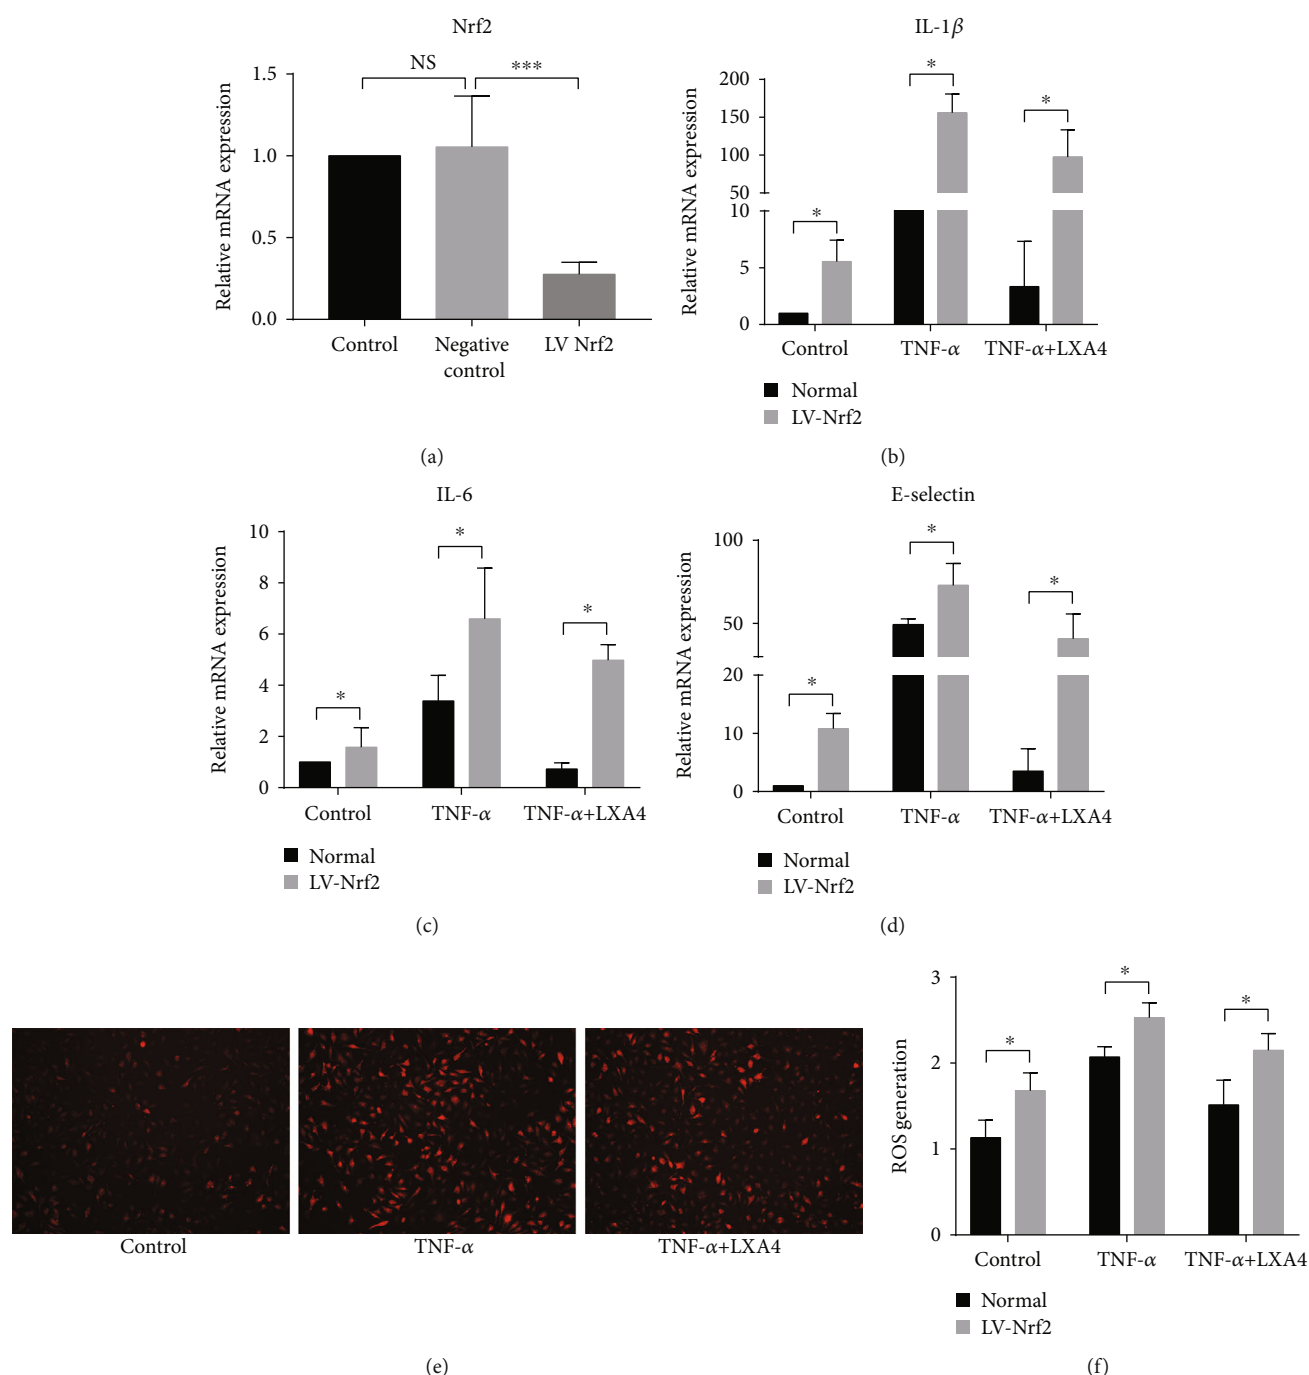 Nrf2
NS
***
Relative mRNA expression
1.5
1.0
0.5
0.0
Control
Negative
control
LV Nrf2
(a)
IL-1β
*
*
*
Relative mRNA expression
200
150
100
50
10
5
0
Control
TNF-α
TNF-α+LXA4
Normal
LV-Nrf2
(b)
IL-6
*
*
*
Relative mRNA expression
10
8
6
4
2
0
Control
TNF-α
TNF-α+LXA4
Normal
LV-Nrf2
(c)
E-selectin
*
*
*
Relative mRNA expression
100
50
20
10
0
Control
TNF-α
TNF-α+LXA4
Normal
LV-Nrf2
(d)
Control
TNF-α
TNF-α+LXA4
(e)
*
*
*
ROS generation
3
2
1
0
Control
TNF-α
TNF-α+LXA4
Normal
LV-Nrf2
(f)